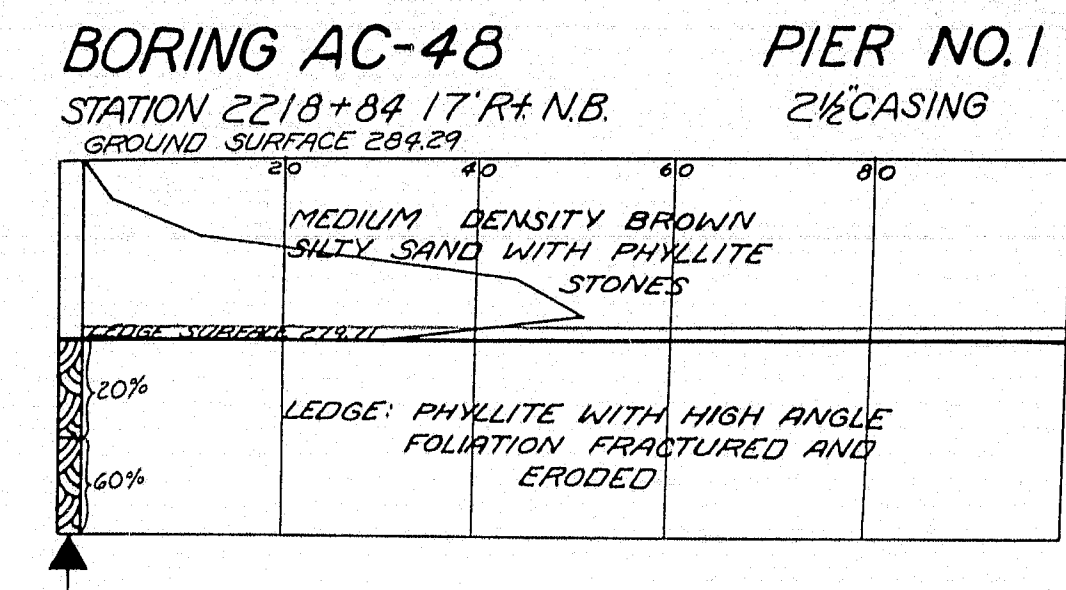 BORING AC-48 PIER NO. 1
STATION 2218+84 17' Rt. N.B. 2½" CASING
GROUND SURFACE 284.29
20 40 60 80
MEDIUM DENSITY BROWN
SILTY SAND WITH PHYLLITE
STONES
LEDGE SURFACE 279.71
20%
LEDGE: PHYLLITE WITH HIGH ANGLE
FOLIATION FRACTURED AND
ERODED
60%